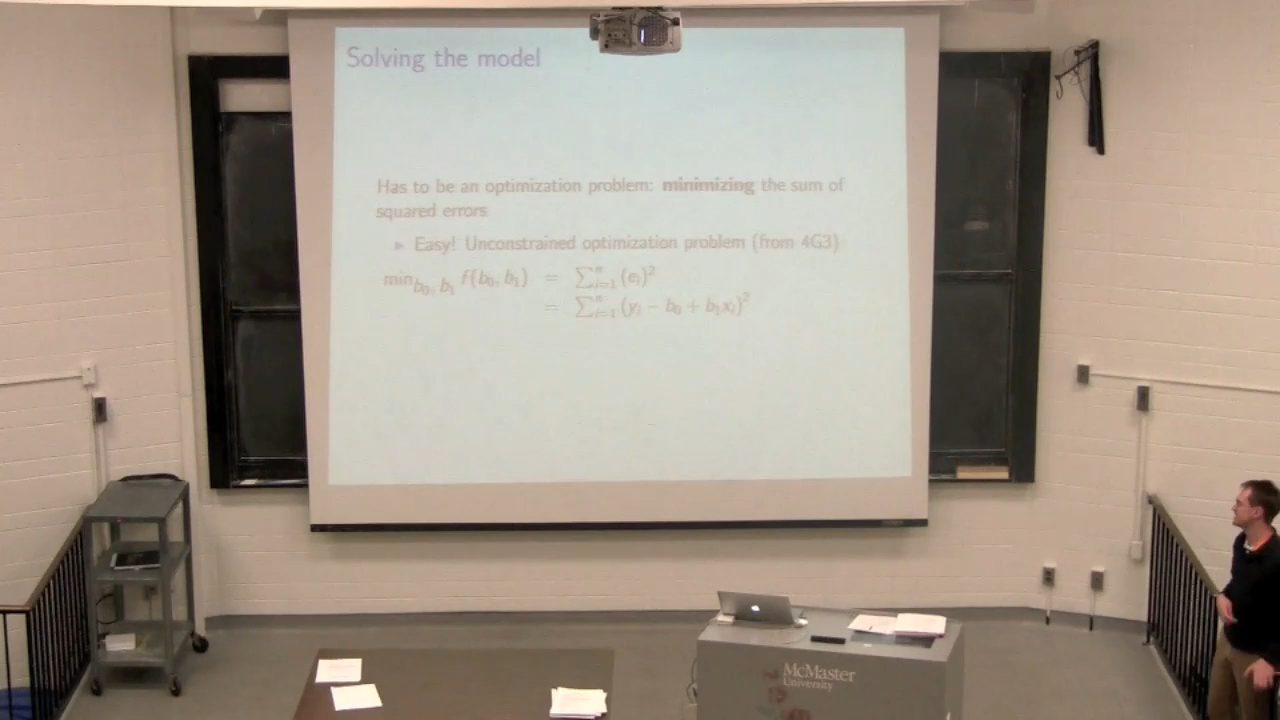 Solving the model
Has to be an optimization problem: minimizing the sum of
squared errors
▶ Easy! Unconstrained optimization problem (from 4G3)
min_{b₀, b₁} f(b₀, b₁) = ∑_{i=1}^{n} (e_i)²
= ∑_{i=1}^{n} (y_i − b₀ + b₁x_i)²
McMaster
University